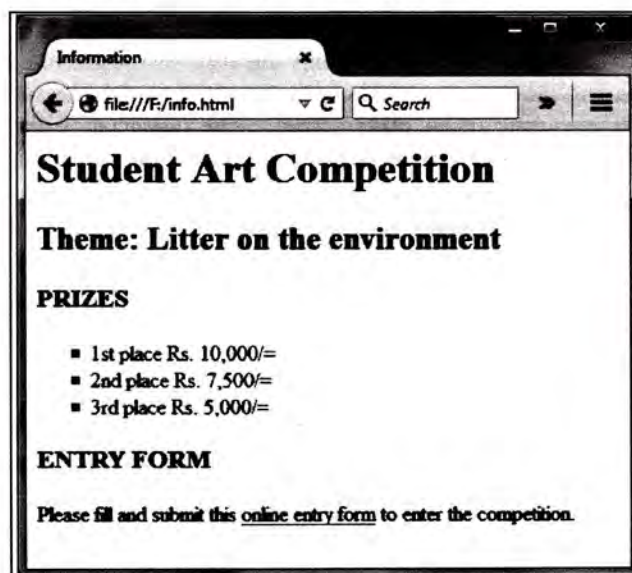 Information
file:///F:/info.html
Search
Student Art Competition
Theme: Litter on the environment
PRIZES
1st place Rs. 10,000/=
2nd place Rs. 7,500/=
3rd place Rs. 5,000/=
ENTRY FORM
Please fill and submit this online entry form to enter the competition.